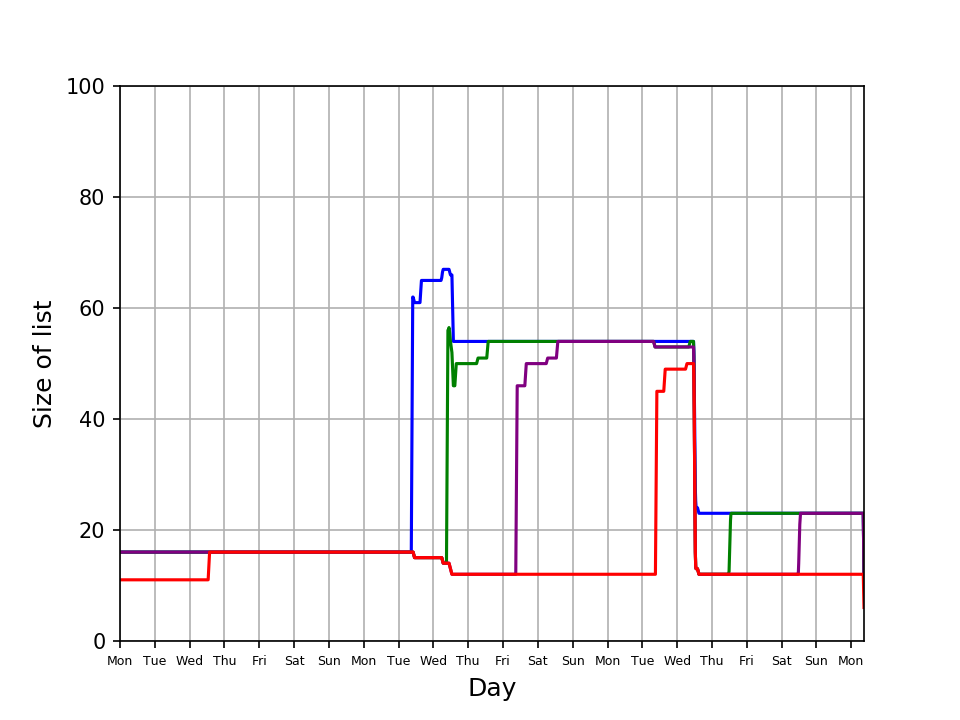 100
80
60
40
20
0
Size of list
Mon Tue Wed Thu Fri Sat Sun Mon Tue Wed Thu Fri Sat Sun Mon Tue Wed Thu Fri Sat Sun Mon
Day